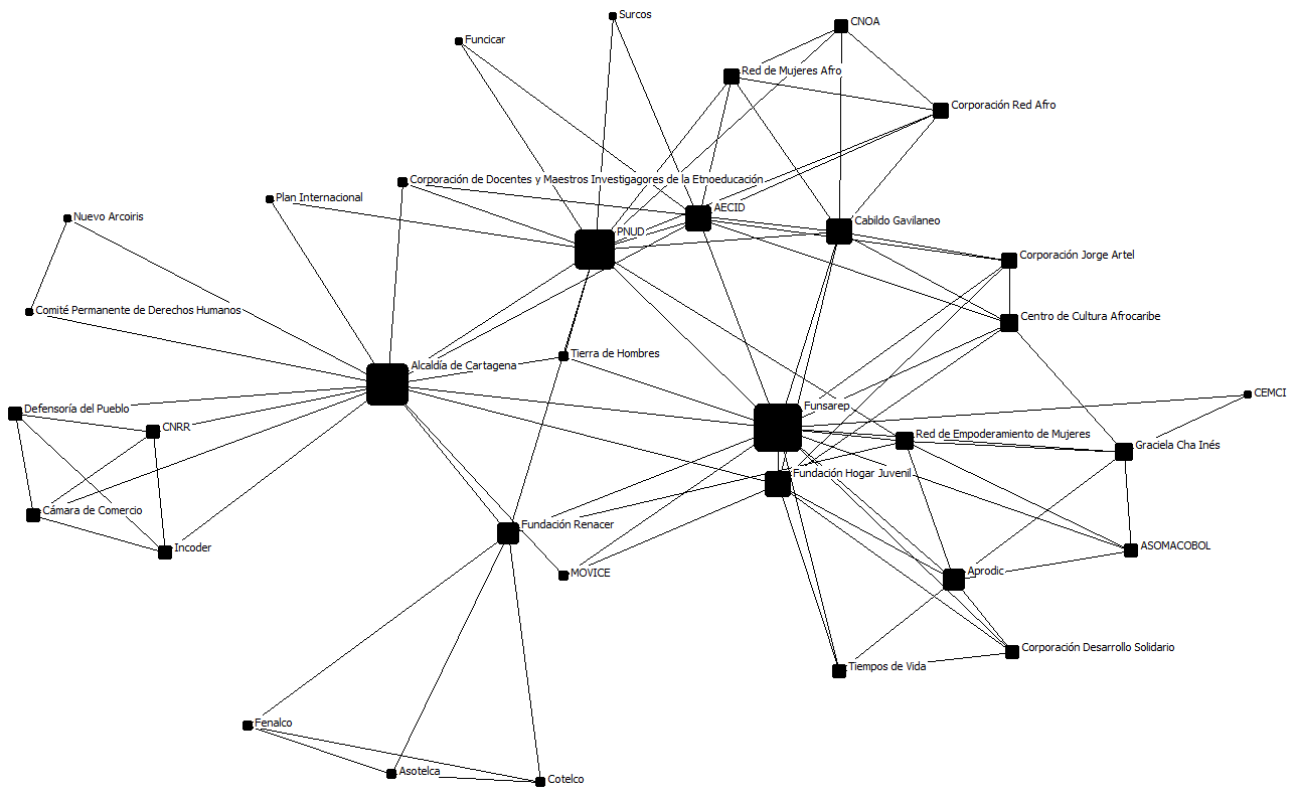 Surcos
CNOA
Funcicar
Red de Mujeres Afro
Corporación Red Afro
Corporación de Docentes y Maestros Investigadores de la Etnoeducación
Plan Internacional
AECID
Nuevo Arcoiris
Cabildo Gavilaneo
PNUD
Corporación Jorge Artel
Comité Permanente de Derechos Humanos
Centro de Cultura Afrocaribe
Tierra de Hombres
Alcaldía de Cartagena
CEMCI
Funsarep
Defensoría del Pueblo
CNRR
Red de Empoderamiento de Mujeres
Graciela Cha Inés
Fundación Hogar Juvenil
Cámara de Comercio
Fundación Renacer
Incoder
ASOMACOBOL
Aprodic
MOVICE
Corporación Desarrollo Solidario
Tiempos de Vida
Fenalco
Asotelca
Cotelco